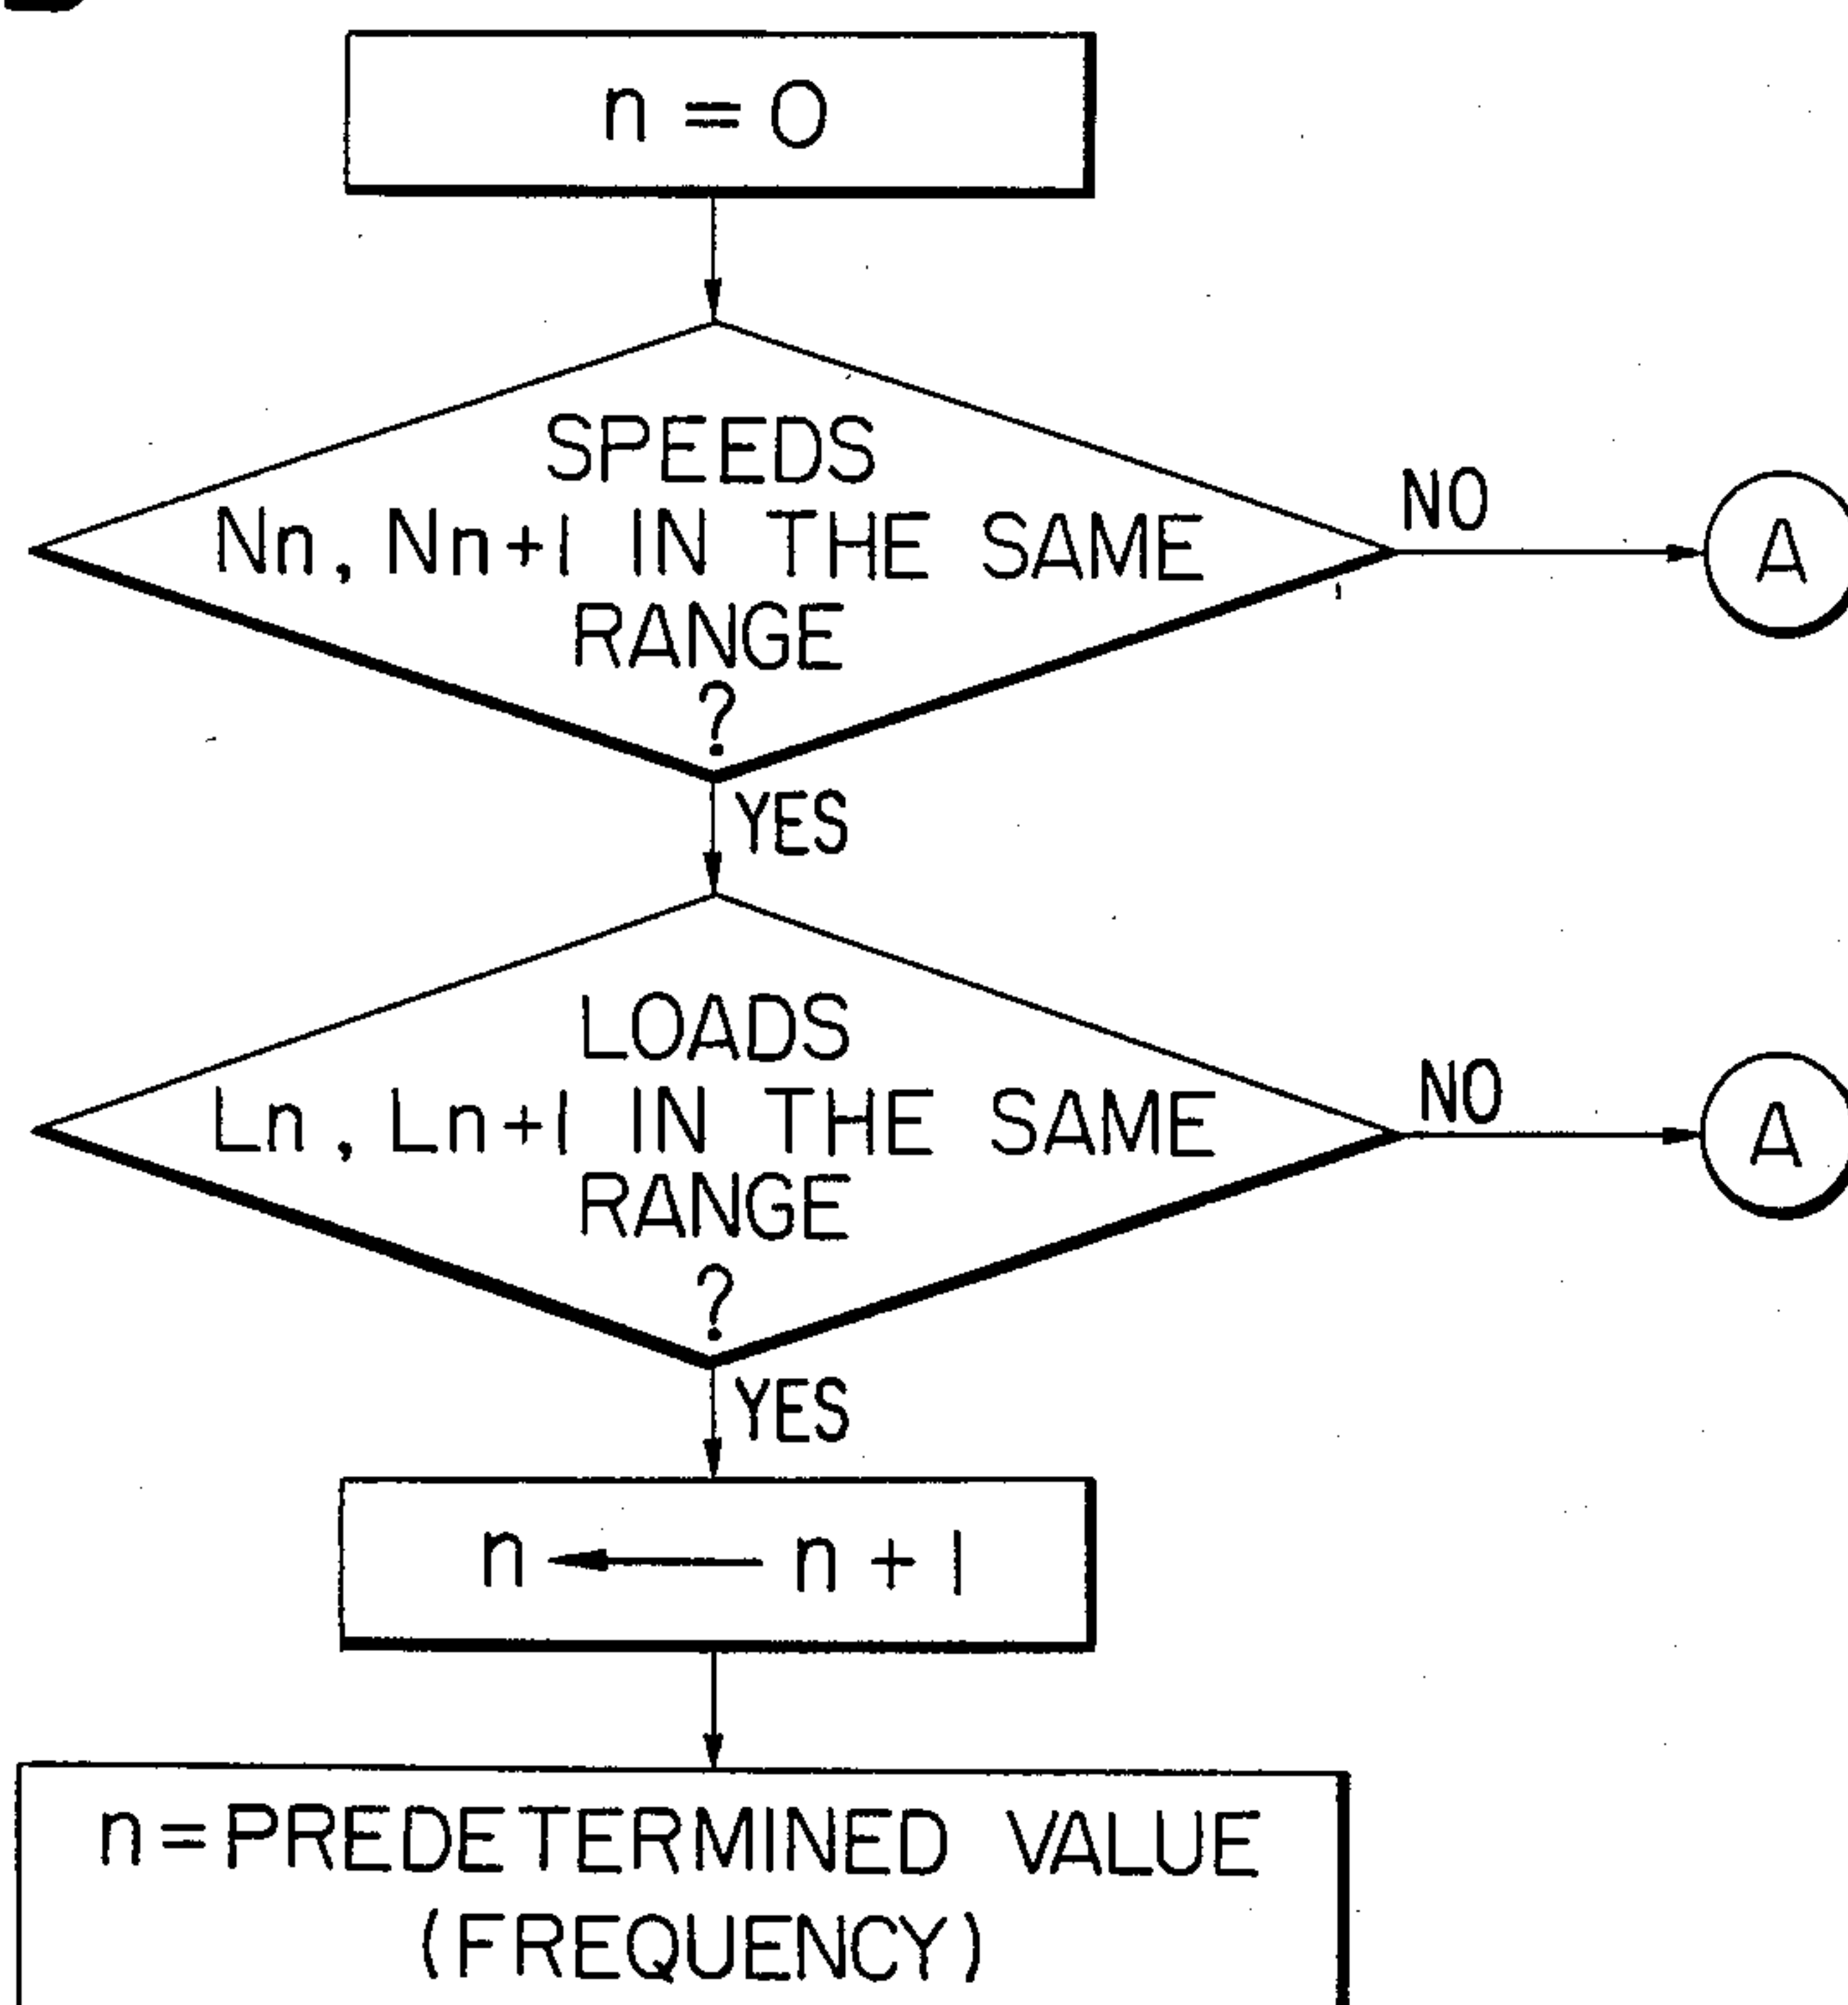 n = 0
SPEEDS
Nn, Nn+1 IN THE SAME
RANGE
?
NO
A
YES
LOADS
Ln, Ln+1 IN THE SAME
RANGE
?
NO
A
YES
n ← n + 1
n = PREDETERMINED VALUE
(FREQUENCY)